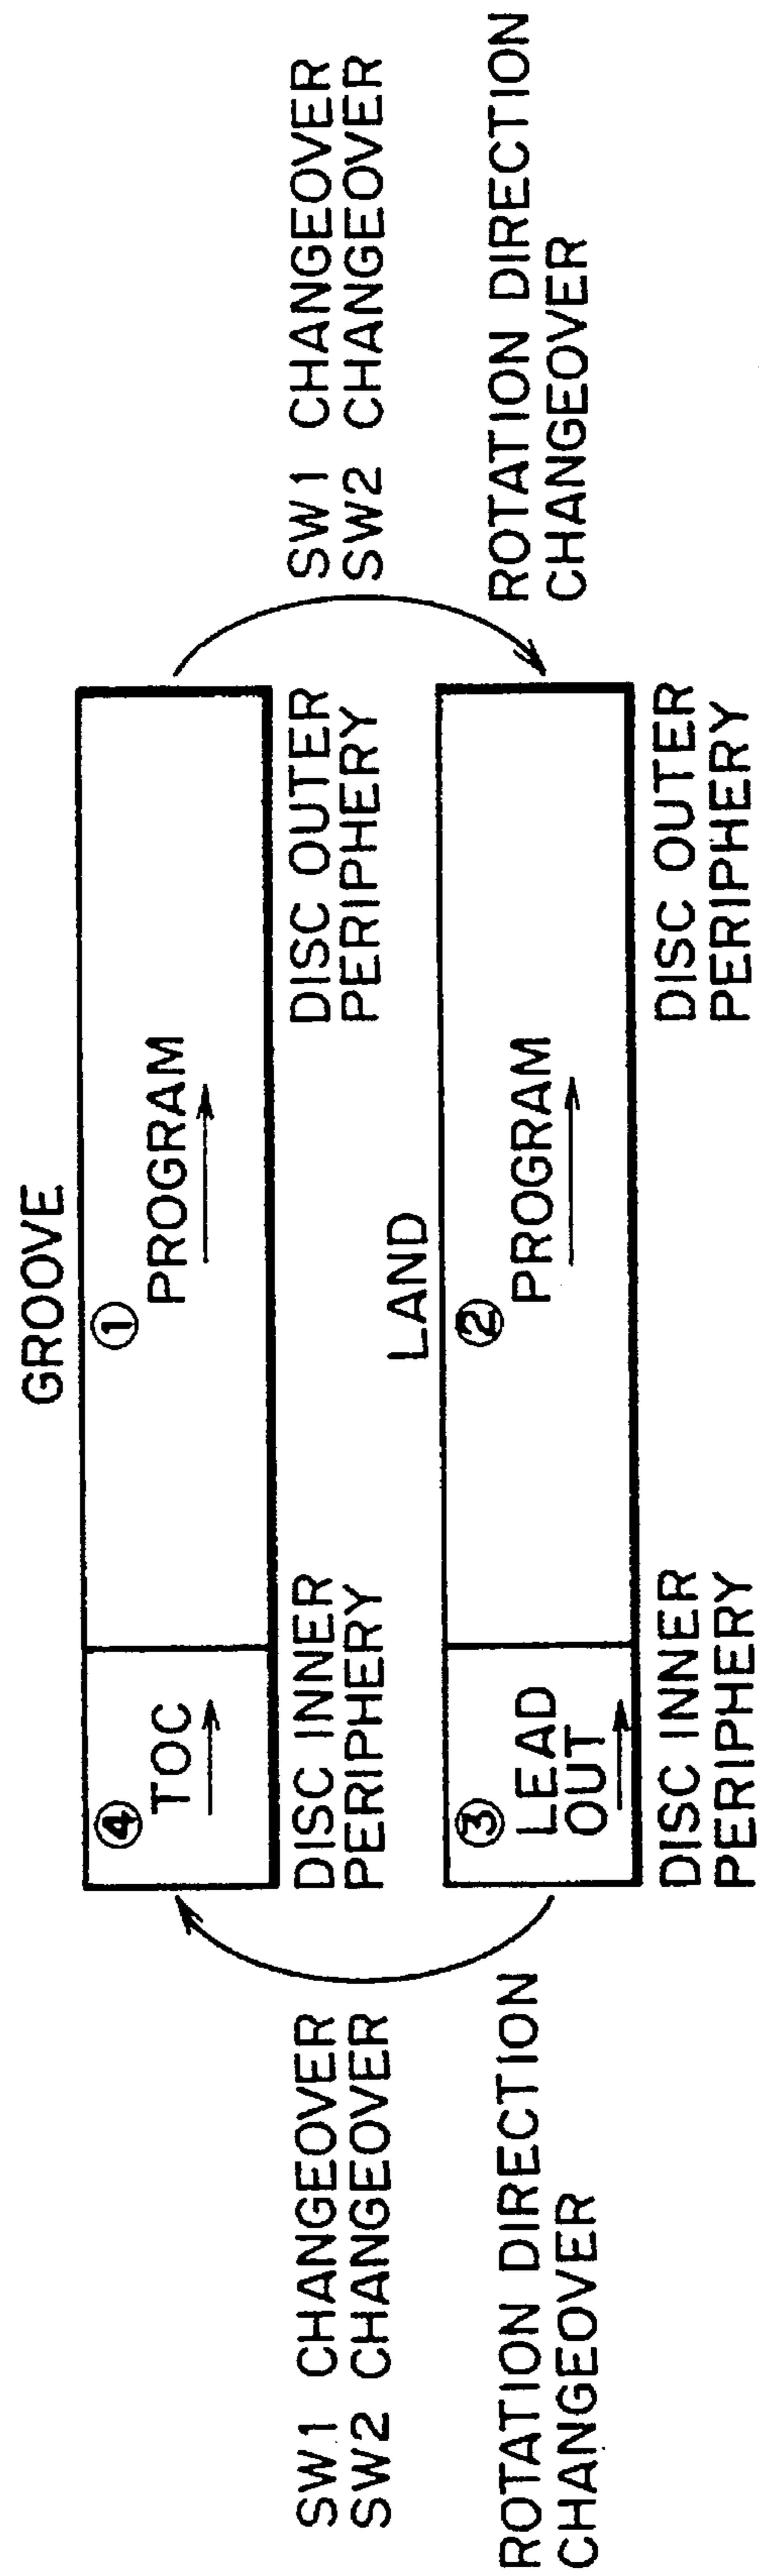 GROOVE
④
TOC
①
PROGRAM
DISC INNER
PERIPHERY
DISC OUTER
PERIPHERY
SW1 CHANGEOVER
SW2 CHANGEOVER
SW1 CHANGEOVER
SW2 CHANGEOVER
LAND
③
LEAD
OUT
②
PROGRAM
ROTATION DIRECTION
CHANGEOVER
ROTATION DIRECTION
CHANGEOVER
DISC INNER
PERIPHERY
DISC OUTER
PERIPHERY